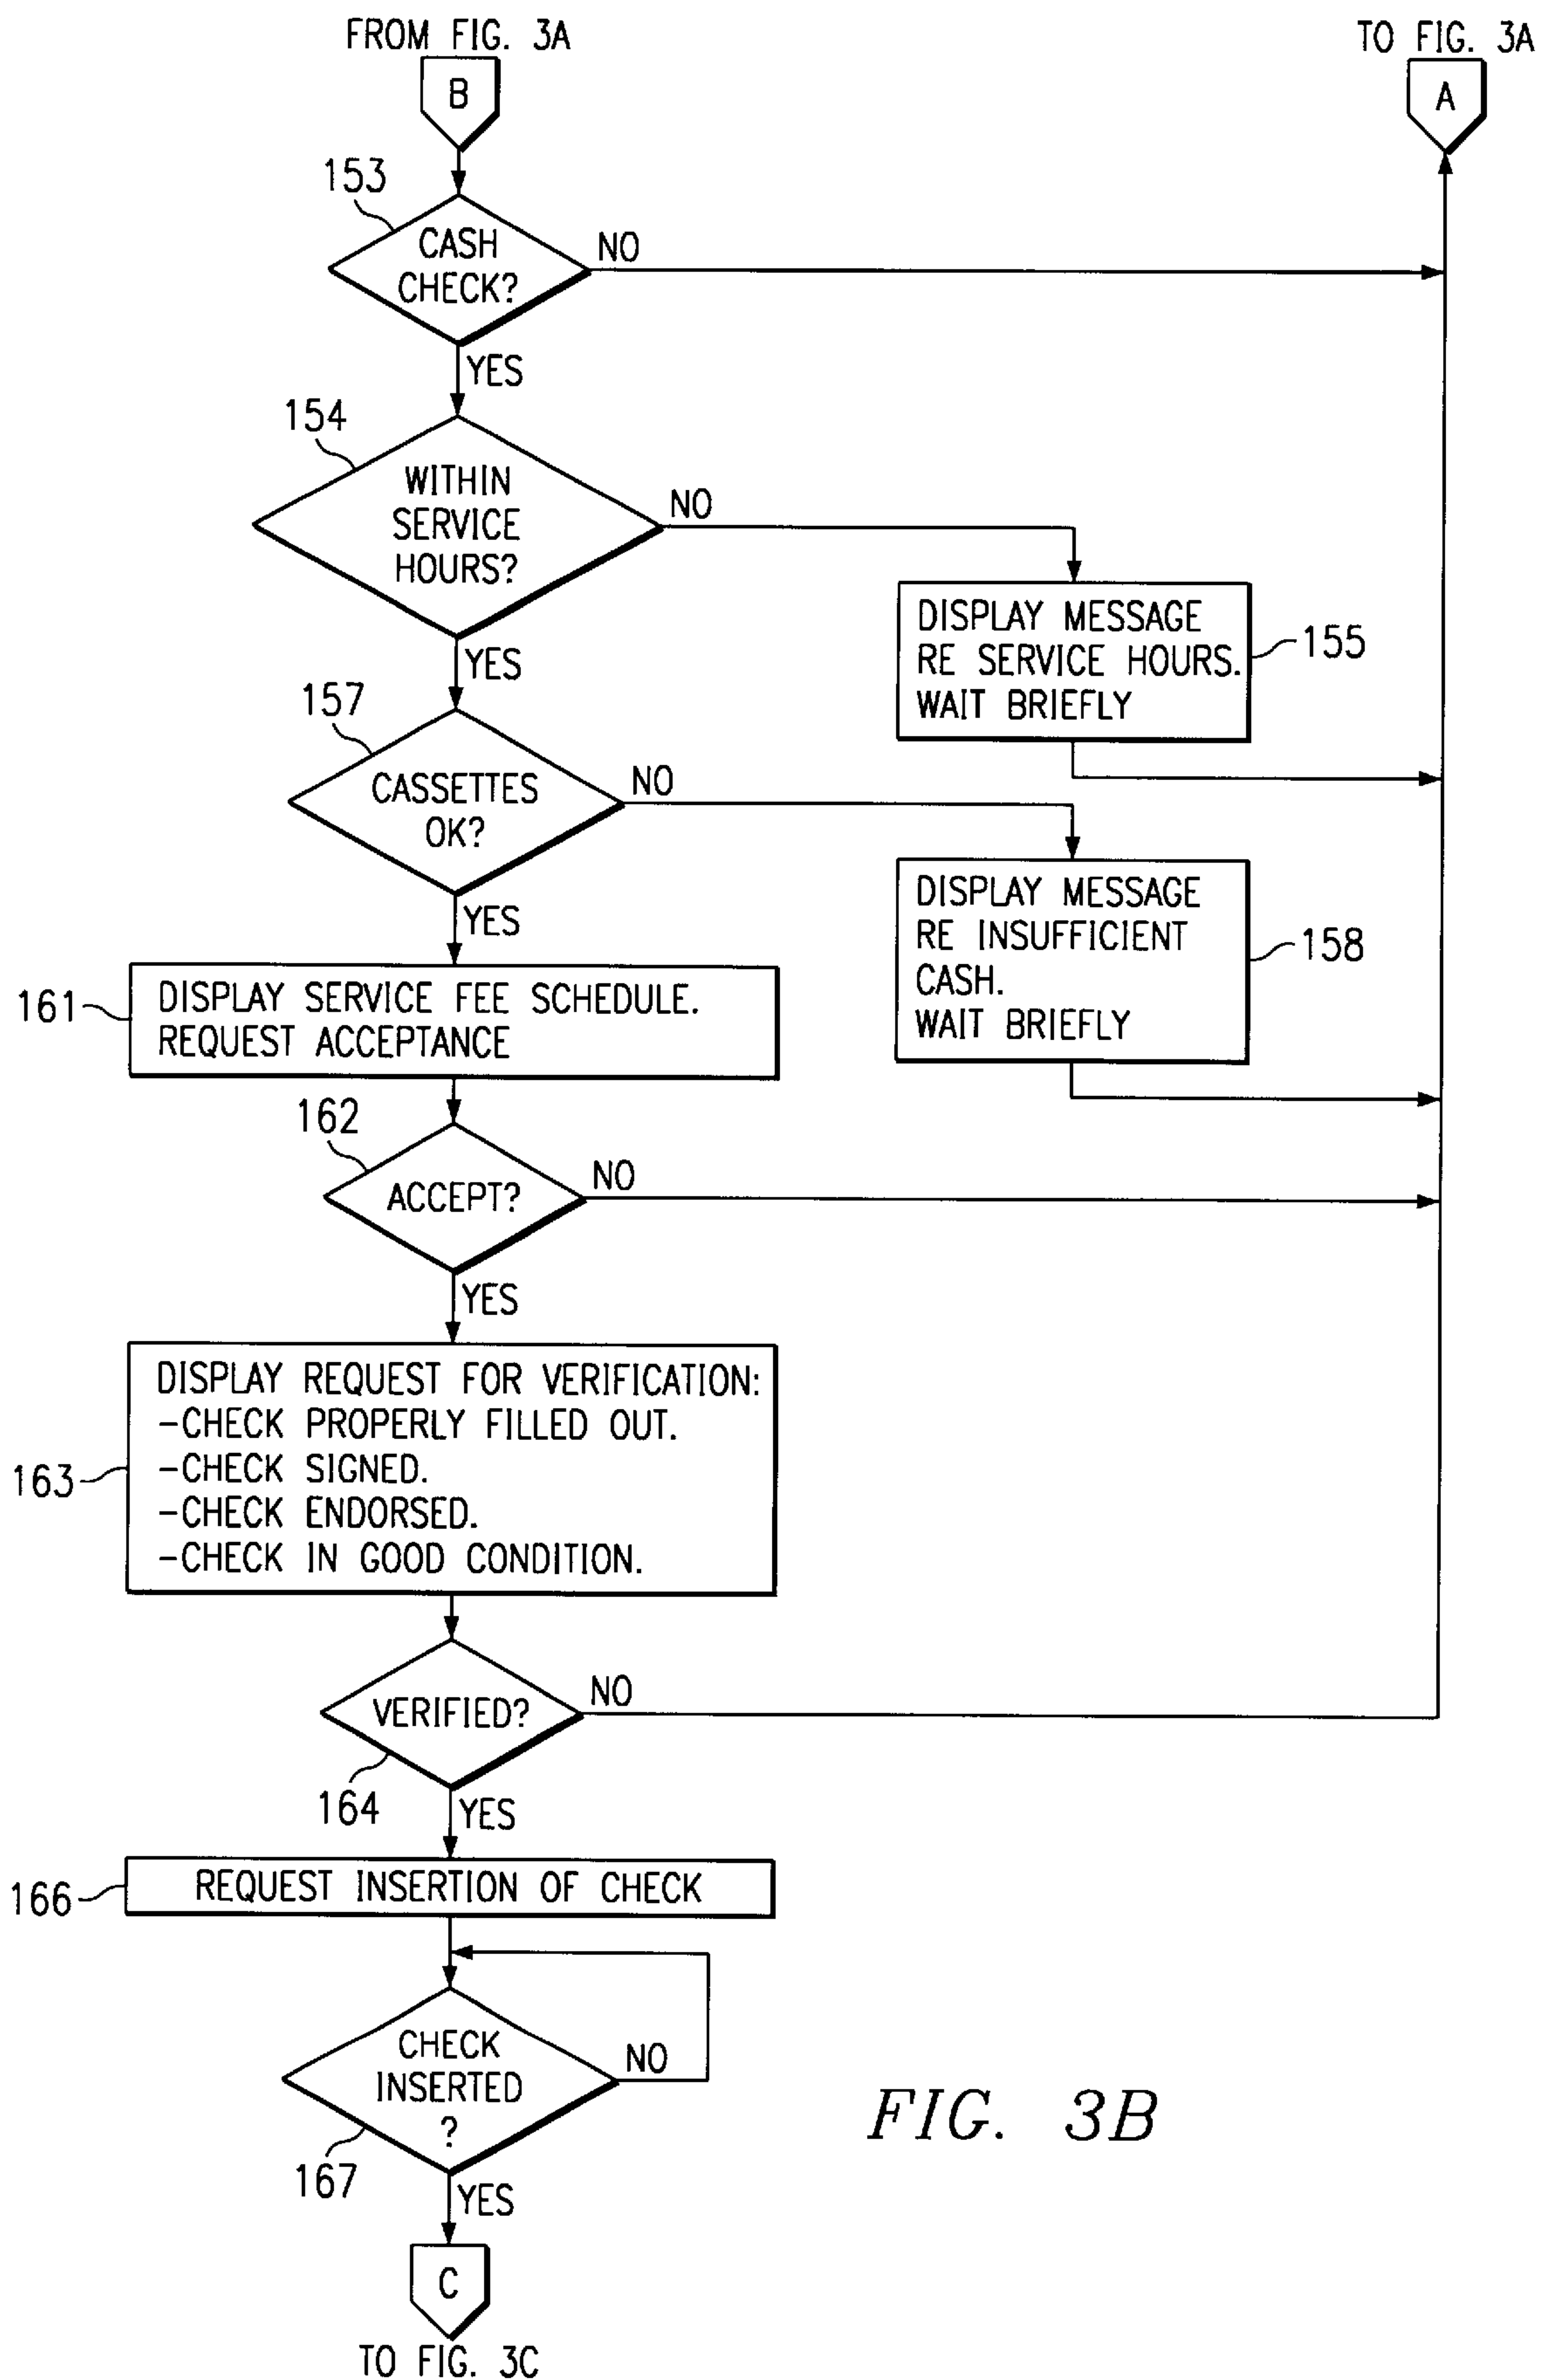 FROM FIG. 3A
TO FIG. 3A
B
A
153
CASH
CHECK?
NO
YES
154
WITHIN
SERVICE
HOURS?
NO
YES
DISPLAY MESSAGE
RE SERVICE HOURS.
WAIT BRIEFLY
155
157
CASSETTES
OK?
NO
YES
DISPLAY MESSAGE
RE INSUFFICIENT
CASH.
WAIT BRIEFLY
158
161
DISPLAY SERVICE FEE SCHEDULE.
REQUEST ACCEPTANCE
162
ACCEPT?
NO
YES
163
DISPLAY REQUEST FOR VERIFICATION:
-CHECK PROPERLY FILLED OUT.
-CHECK SIGNED.
-CHECK ENDORSED.
-CHECK IN GOOD CONDITION.
VERIFIED?
NO
164
YES
166
REQUEST INSERTION OF CHECK
CHECK
INSERTED
?
NO
167
YES
C
TO FIG. 3C
FIG. 3B